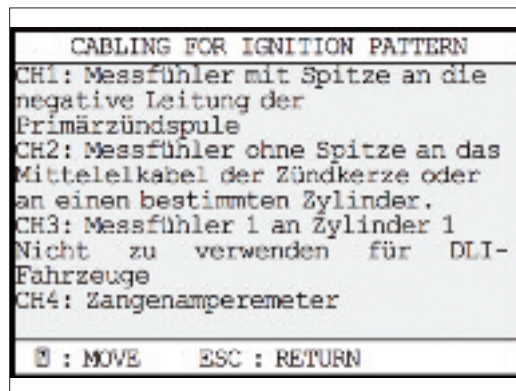 CABLING FOR IGNITION PATTERN
CH1: Messfühler mit Spitze an die
negative Leitung der
Primärzündspule
CH2: Messfühler ohne Spitze an das
Mittelelkabel der Zündkerze oder
an einen bestimmten Zylinder.
CH3: Messfühler 1 an Zylinder 1
Nicht zu verwenden für DLI-
Fahrzeuge
CH4: Zangenamperemeter
: MOVE ESC : RETURN